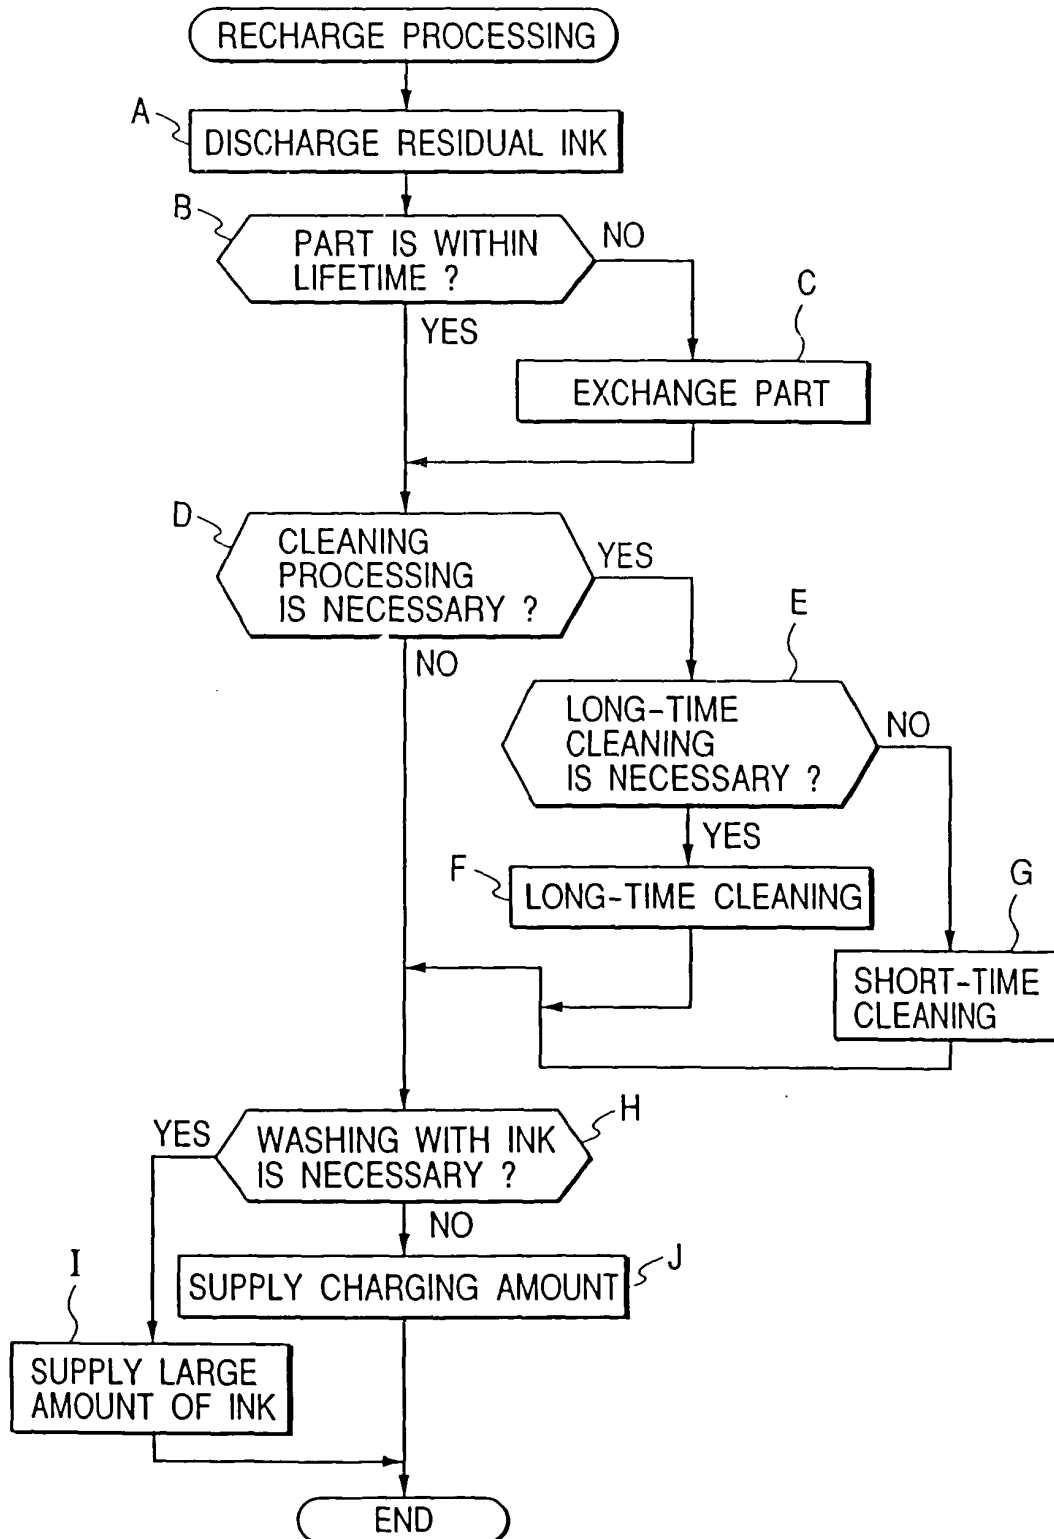 RECHARGE PROCESSING
A
DISCHARGE RESIDUAL INK
B
PART IS WITHIN
LIFETIME ?
NO
YES
C
EXCHANGE PART
D
CLEANING
PROCESSING
IS NECESSARY ?
YES
NO
E
LONG-TIME
CLEANING
IS NECESSARY ?
NO
YES
F
LONG-TIME CLEANING
G
SHORT-TIME
CLEANING
H
WASHING WITH INK
IS NECESSARY ?
YES
NO
J
SUPPLY CHARGING AMOUNT
I
SUPPLY LARGE
AMOUNT OF INK
END